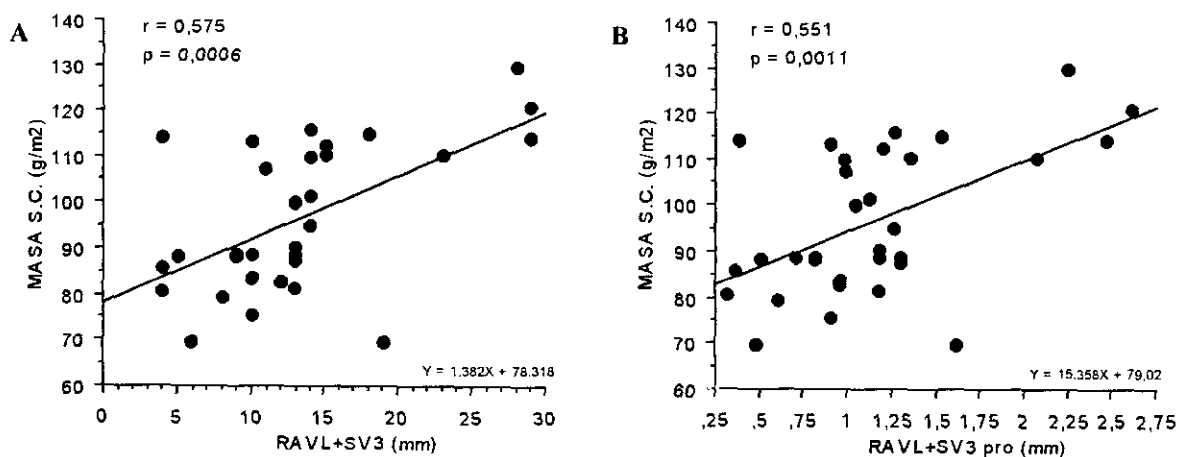 A
r = 0,575
p = 0,0006
MASA S.C. (g/m2)
140
130
120
110
100
90
80
70
60
Y = 1.382X + 78.318
0 5 10 15 20 25 30
RAVL+SV3 (mm)
B
r = 0,551
p = 0,0011
MASA S.C. (g/m2)
140
130
120
110
100
90
80
70
60
Y = 15.358X + 79,02
,25 ,5 ,75 1 1,25 1,5 1,75 2 2,25 2,5 2,75
RAVL+SV3 pro (mm)